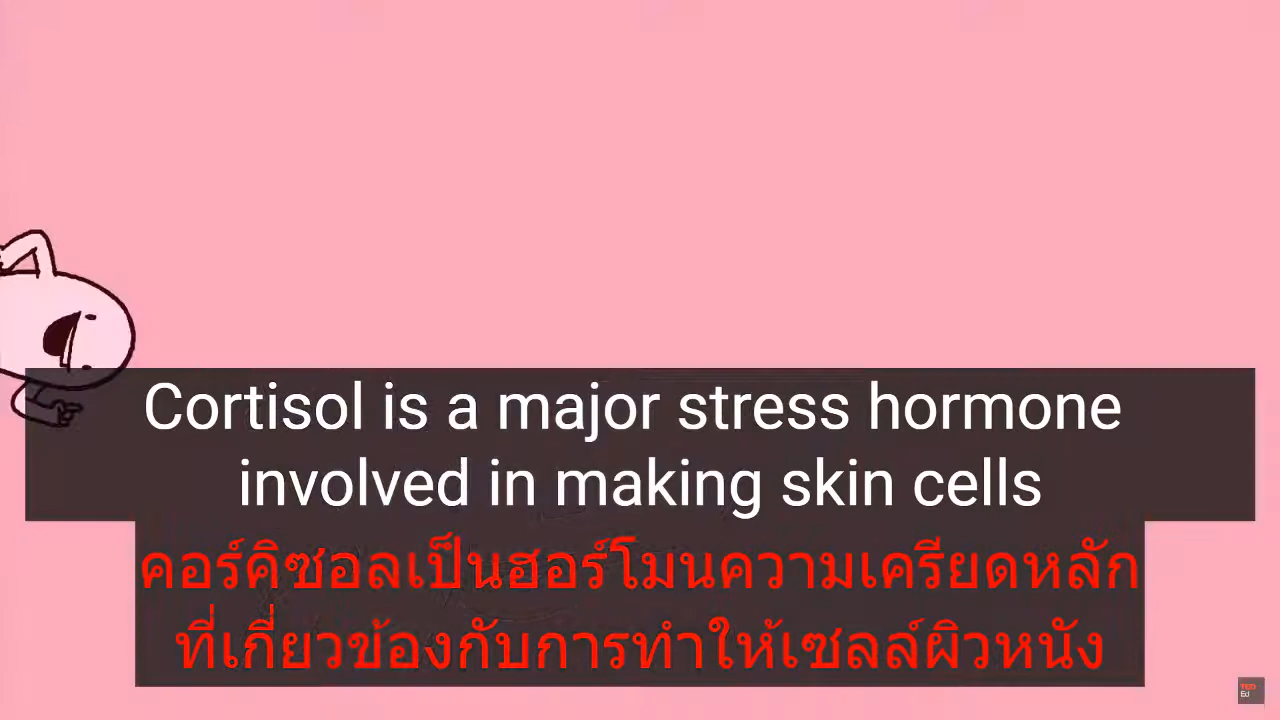 Cortisol is a major stress hormone
involved in making skin cells
คอร์คิซอลเป็นฮอร์โมนความเครียดหลัก
ที่เกี่ยวข้องกับการทำให้เซลล์ผิวหนัง
TED
Ed